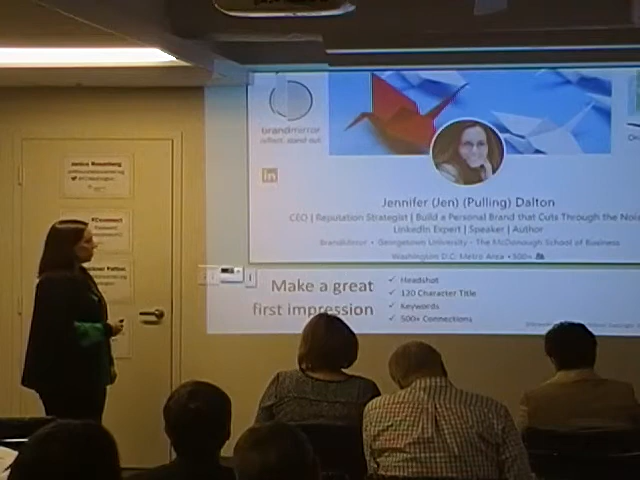 brandmirror
reflect. stand out.
in
Jennifer (Jen) (Pulling) Dalton
CEO | Reputation Strategist | Build a Personal Brand that Cuts Through the Noise
LinkedIn Expert | Speaker | Author
BrandMirror • Georgetown University - The McDonough School of Business
Washington D.C. Metro Area • 500+
Make a great
first impression
✓ Headshot
✓ 120 Character Title
✓ Keywords
✓ 500+ Connections